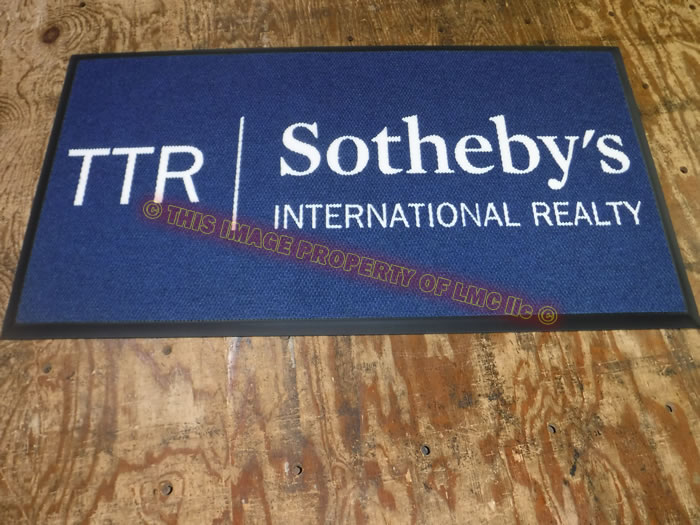 TTR
Sotheby's
INTERNATIONAL REALTY
© THIS IMAGE PROPERTY OF LMC llc ©